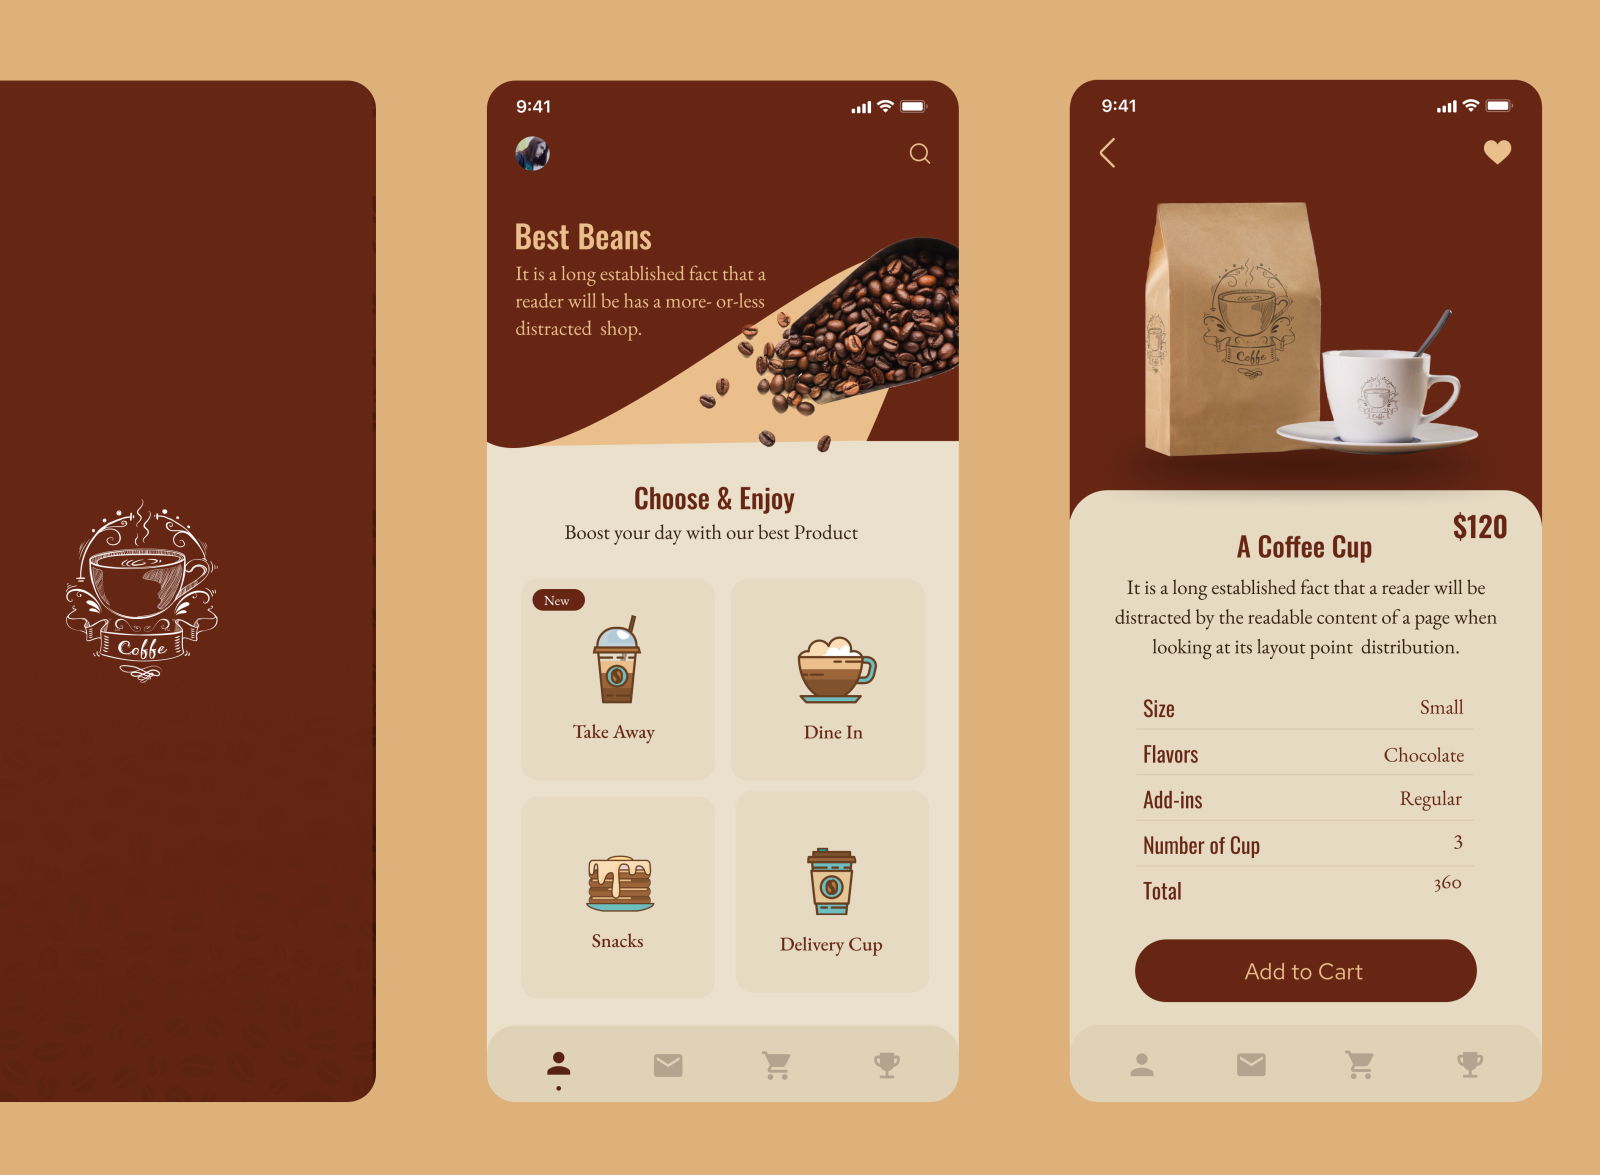 Coffe
9:41
Best Beans
It is a long established fact that a
reader will be has a more- or-less
distracted shop.
Choose & Enjoy
Boost your day with our best Product
New
Take Away
Dine In
Snacks
Delivery Cup
9:41
Coffe
Coffe
$120
A Coffee Cup
It is a long established fact that a reader will be
distracted by the readable content of a page when
looking at its layout point distribution.
Size Small
Flavors Chocolate
Add-ins Regular
Number of Cup 3
Total 360
Add to Cart